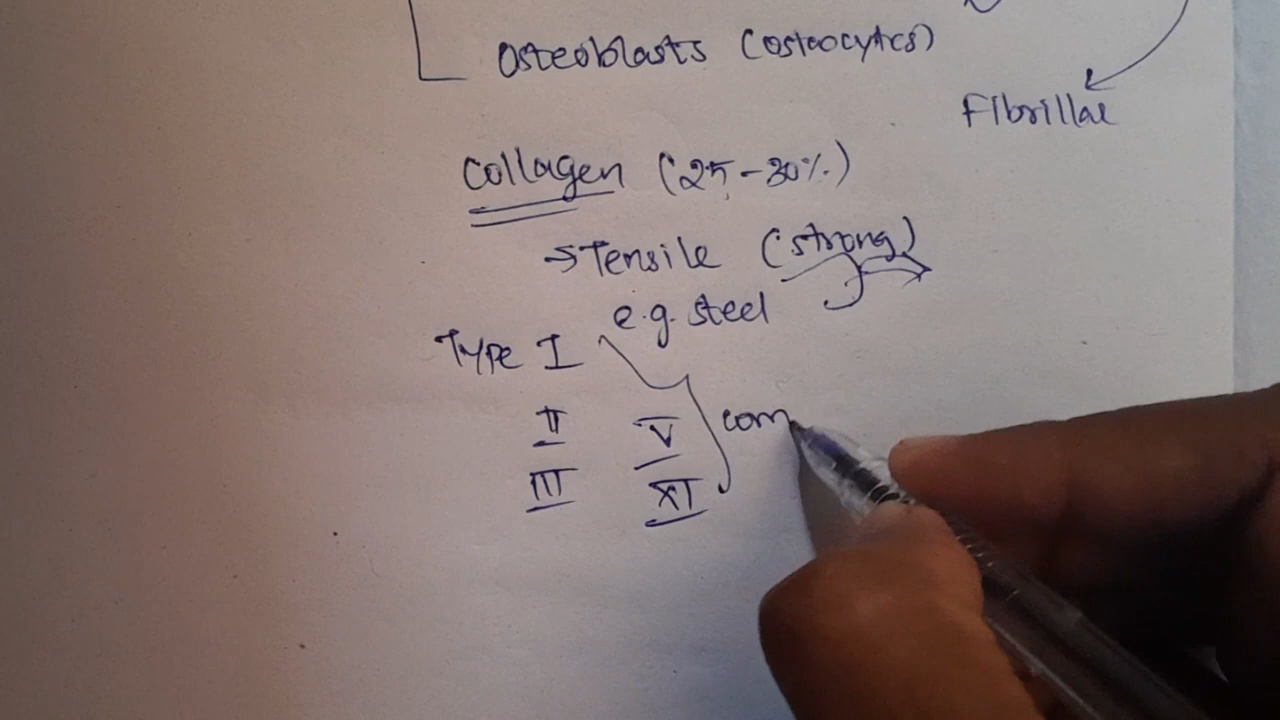 Osteoblasts (Osteocytes)
Fibrillar
Collagen (25-30%)
→Tensile (strong)
e.g. steel
Type I
II V
III XI
com